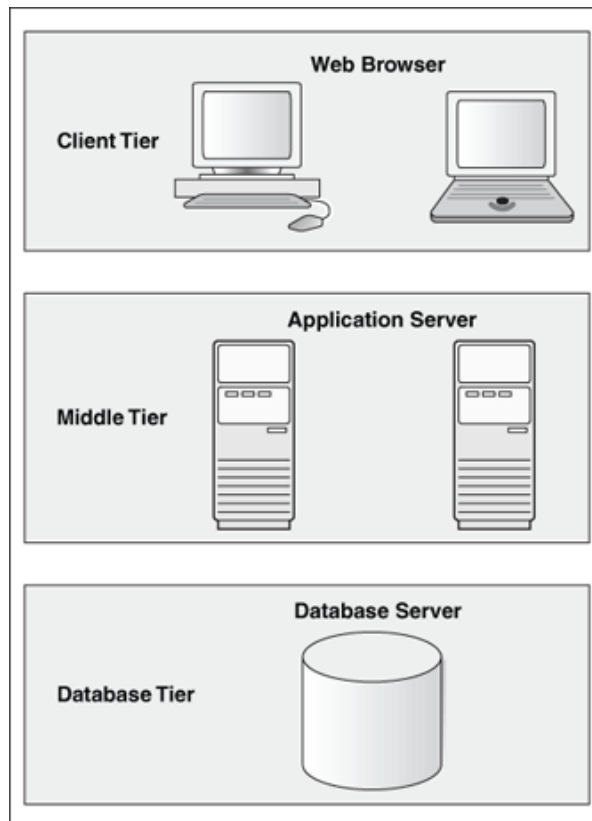 Web Browser
Client Tier
Application Server
Middle Tier
Database Server
Database Tier